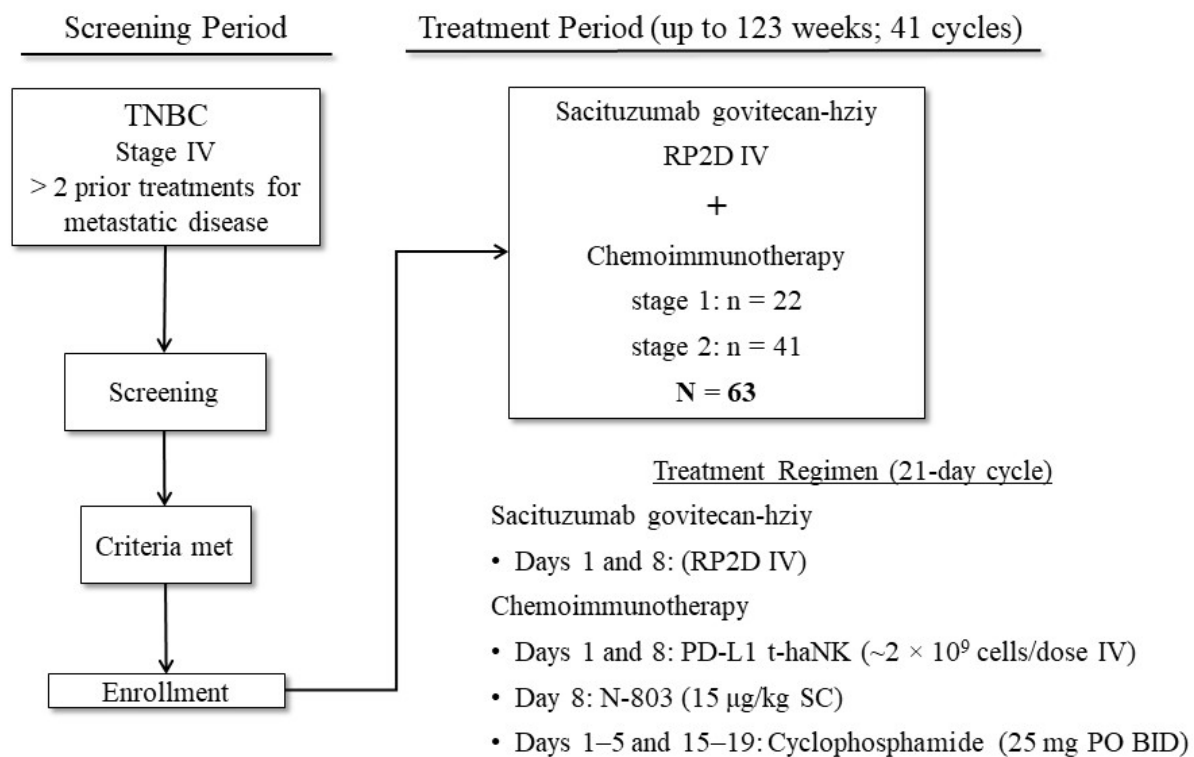 Screening Period
Treatment Period (up to 123 weeks; 41 cycles)
TNBC
Stage IV
> 2 prior treatments for
metastatic disease
Screening
Criteria met
Enrollment
Sacituzumab govitecan-hziy
RP2D IV
+
Chemoimmunotherapy
stage 1: n = 22
stage 2: n = 41
N = 63
Treatment Regimen (21-day cycle)
Sacituzumab govitecan-hziy
• Days 1 and 8: (RP2D IV)
Chemoimmunotherapy
• Days 1 and 8: PD-L1 t-haNK (~2 × 10⁹ cells/dose IV)
• Day 8: N-803 (15 μg/kg SC)
• Days 1–5 and 15–19: Cyclophosphamide (25 mg PO BID)